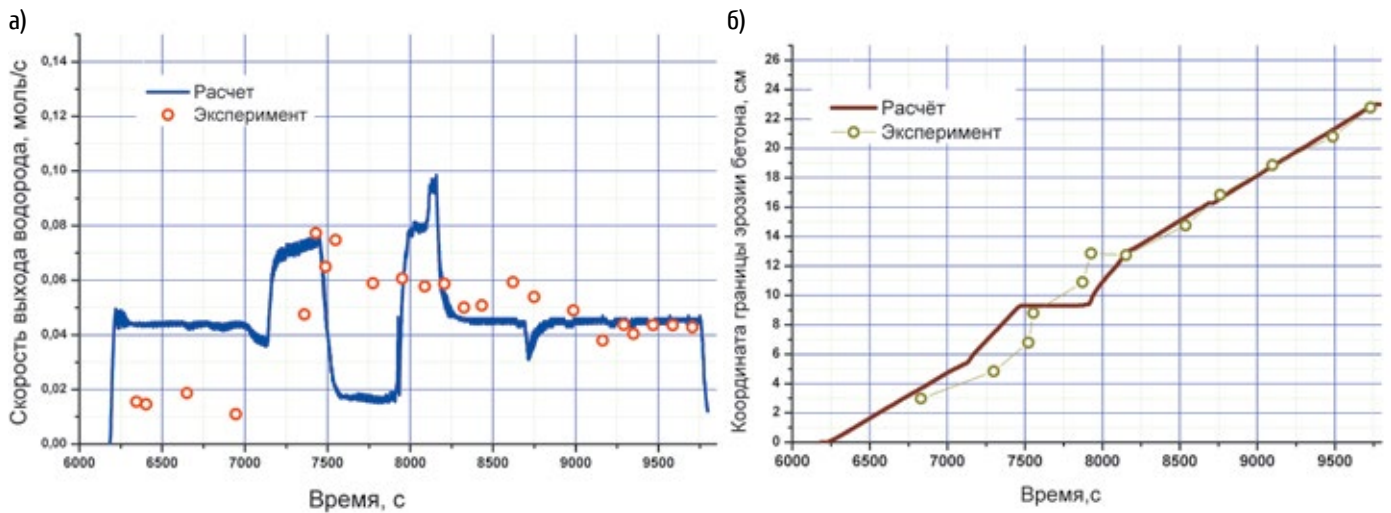 а)
Скорость выхода водорода, моль/с
0,14
0,12
0,10
0,08
0,06
0,04
0,02
0,00
Расчет
Эксперимент
6000 6250 7000 7500 8000 8500 9000 9500
Время, с
б)
Координата границы эрозии бетона, см
26
24
22
20
18
16
14
12
10
8
6
4
2
0
Расчёт
Эксперимент
6000 6500 7000 7500 8000 8500 9000 9500
Время,с